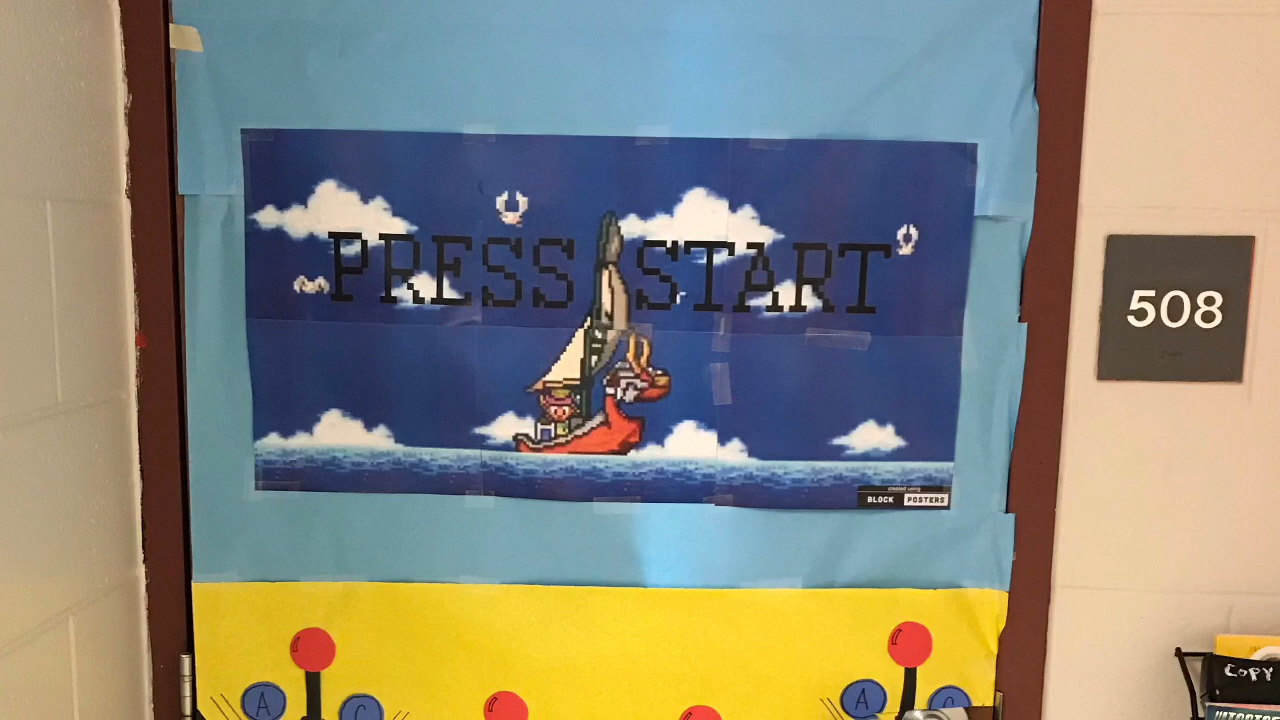 PRESS START
508
created using
BLOCK POSTERS
A
C
A
C
COPY